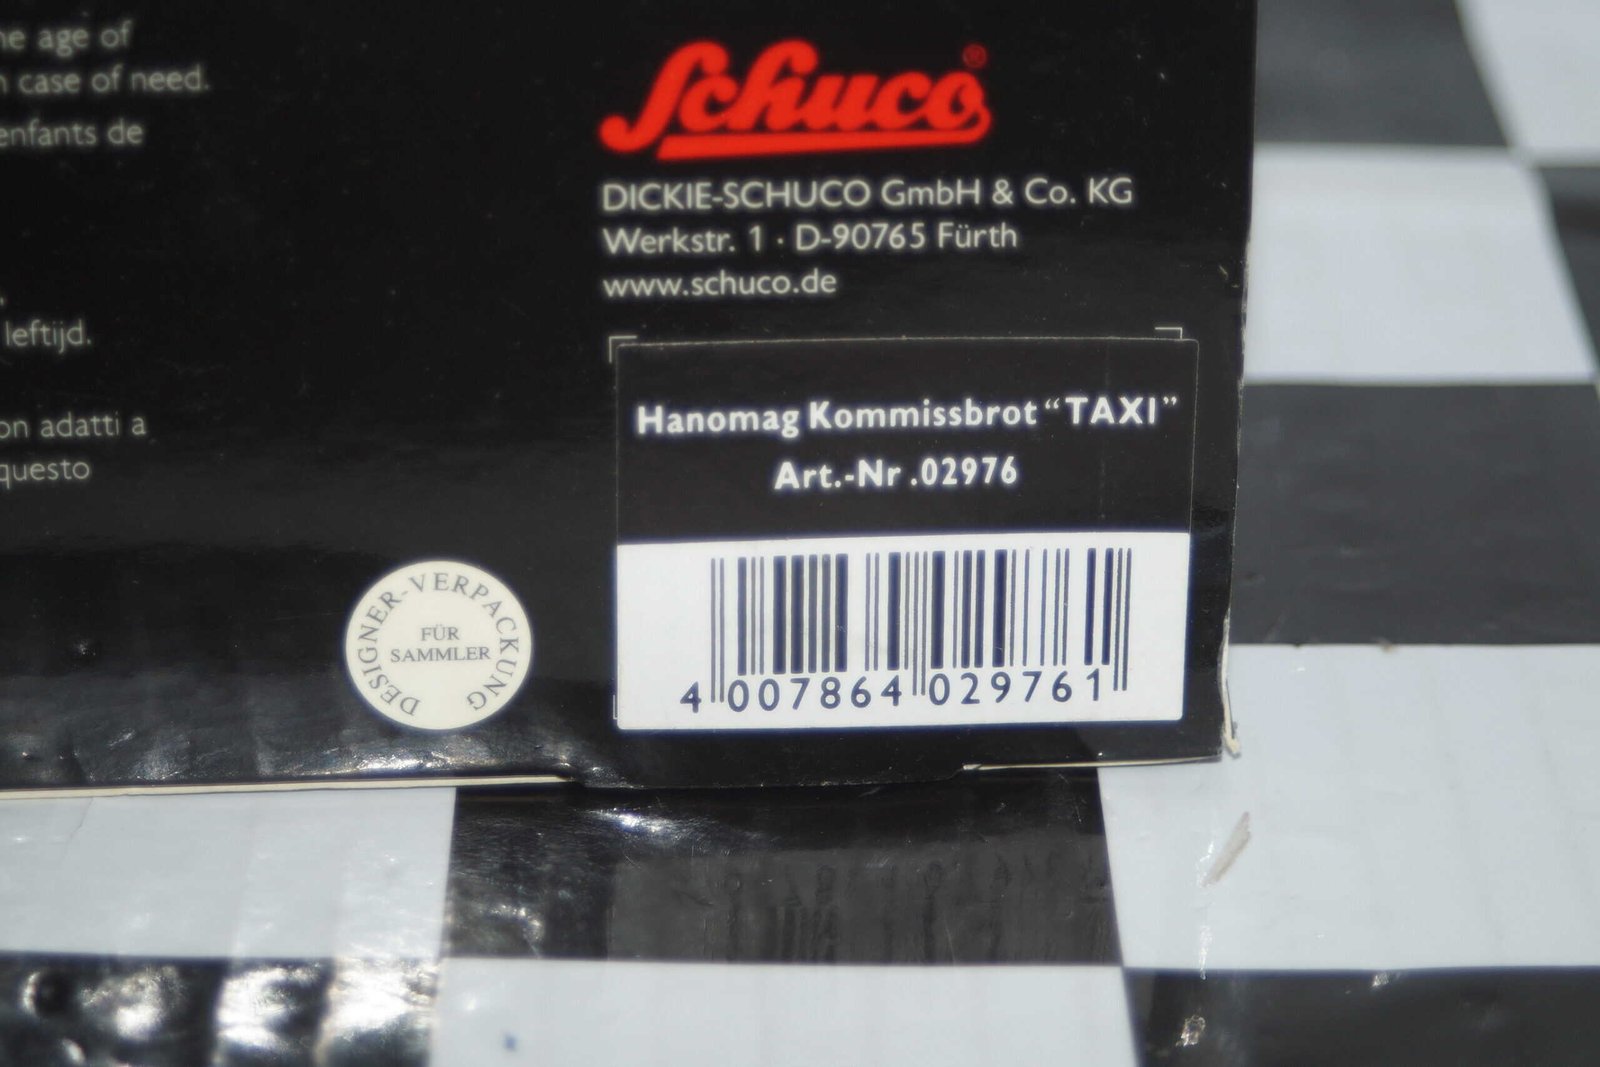 he age of
n case of need.
enfants de
leftijd.
on adatti a
questo
Schuco®
DICKIE-SCHUCO GmbH & Co. KG
Werkstr. 1 · D-90765 Fürth
www.schuco.de
Hanomag Kommissbrot “TAXI”
Art.-Nr .02976
4 007864 029761
DESIGNER-VERPACKUNG
FÜR
SAMMLER